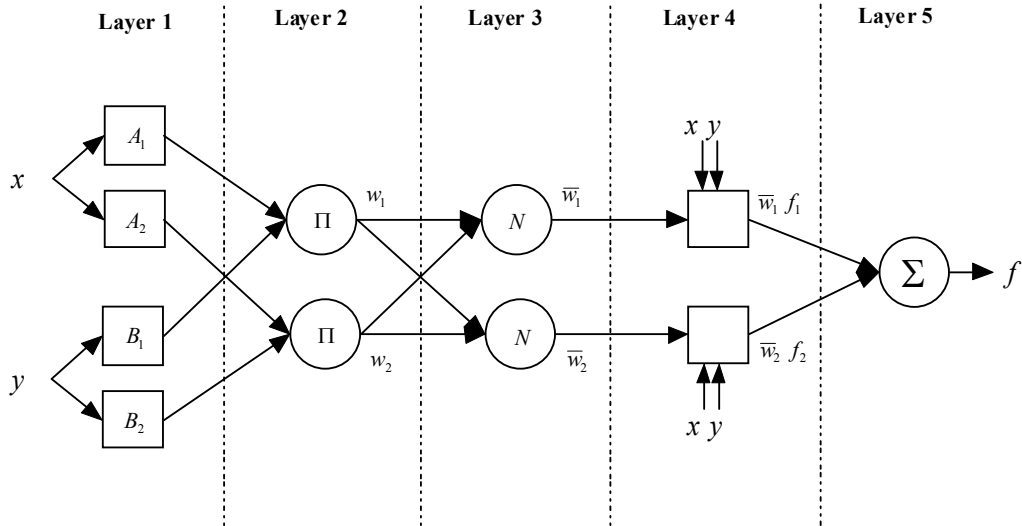 Layer 1
Layer 2
Layer 3
Layer 4
Layer 5
x y
A₁
x
A₂
w₁
w̅₁
w̅₁ f₁
Π
N
Σ
f
B₁
Π
N
y
w₂
w̅₂
w̅₂ f₂
B₂
x y